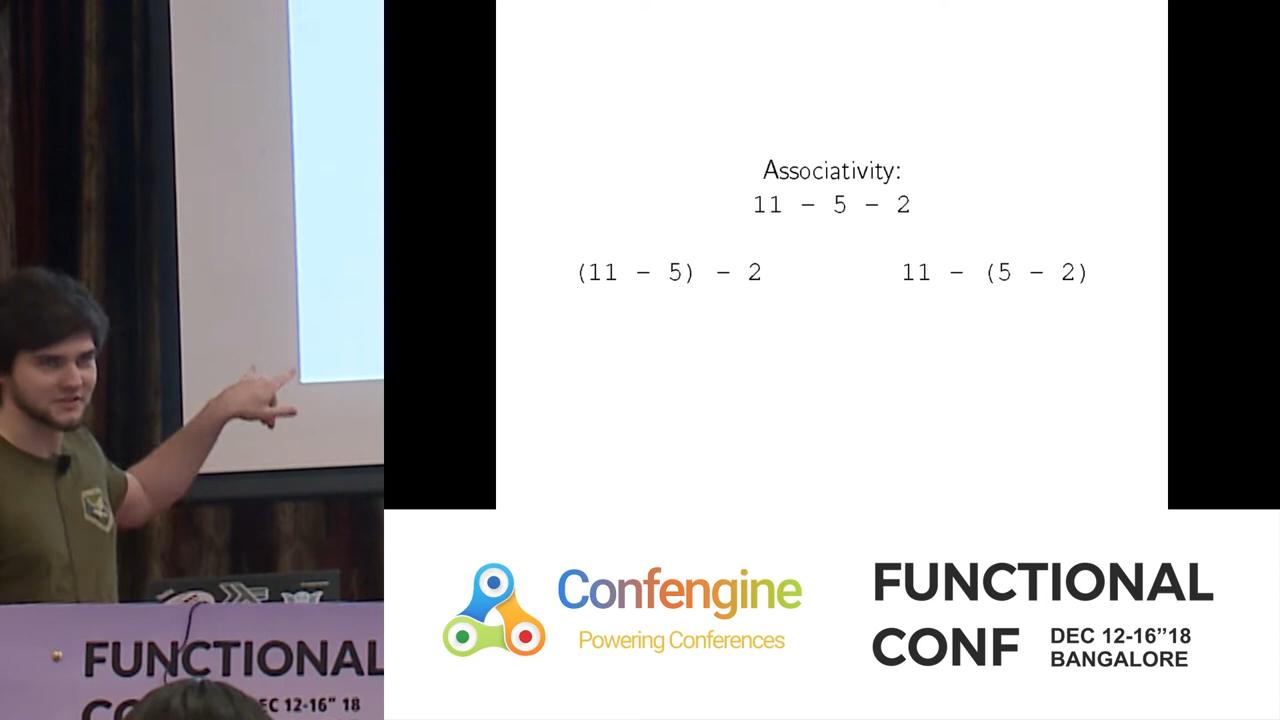 Associativity:
11 - 5 - 2
(11 - 5) - 2
11 - (5 - 2)
Confengine
Powering Conferences
FUNCTIONAL
CONF
DEC 12-16”18
BANGALORE
FUNCTIONAL
EC 12-16” 18